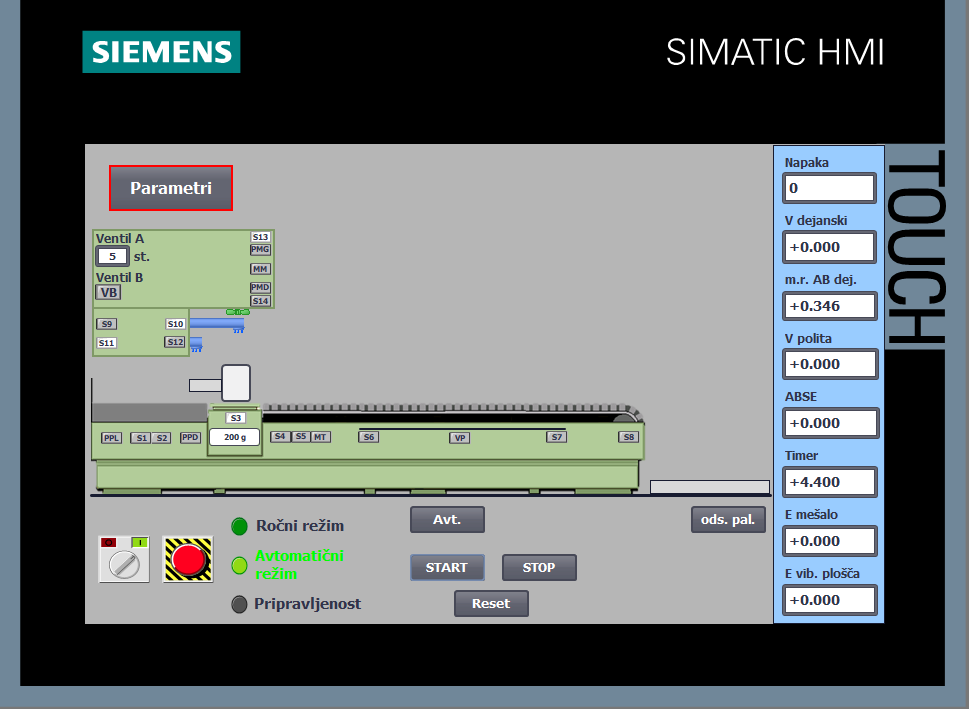 SIEMENS
SIMATIC HMI
TOUCH
Parametri
Ventil A
5 st.
Ventil B
VB
S13
PMG
MM
PMD
S14
S9
S10
S11
S12
S3
200 g
PPL
S1
S2
PPD
S4
S5
MT
S6
VP
S7
S8
Ročni režim
Avtomatični
režim
Pripravljenost
I
Avt.
START
STOP
Reset
ods. pal.
Napaka
0
V dejanski
+0.000
m.r. AB dej.
+0.346
V polita
+0.000
ABSE
+0.000
Timer
+4.400
E mešalo
+0.000
E vib. plošča
+0.000